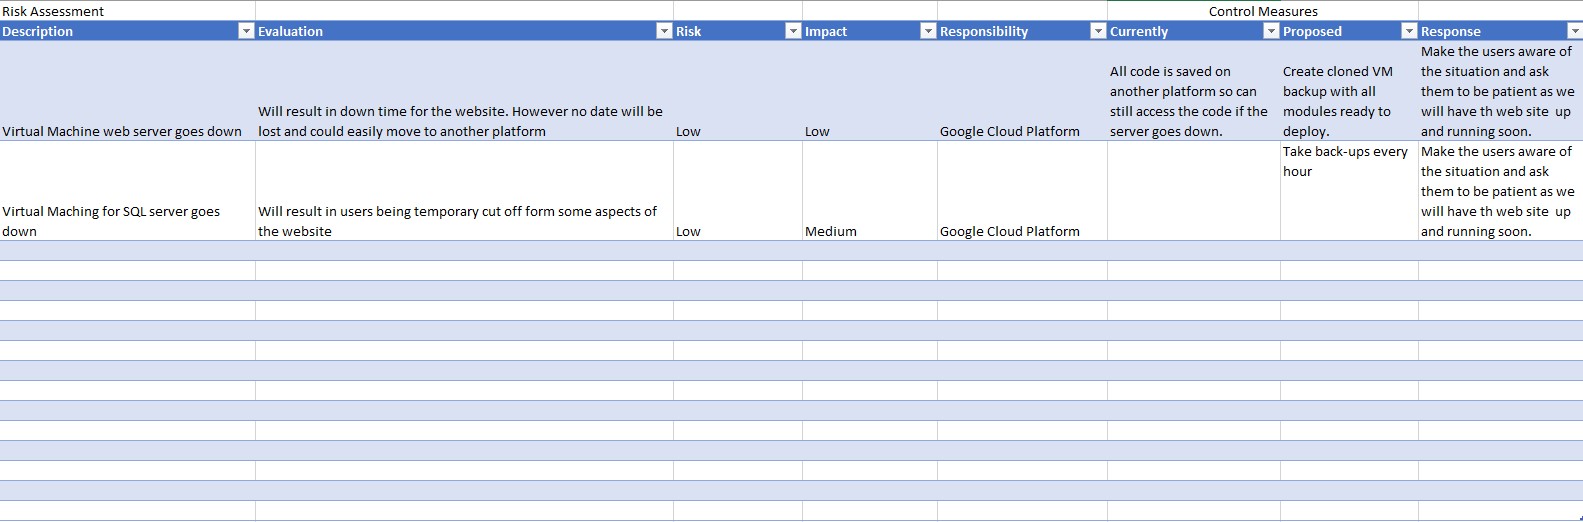 Risk Assessment
Control Measures
Description
Evaluation
Risk
Impact
Responsibility
Currently
Proposed
Response
Virtual Machine web server goes down
Will result in down time for the website. However no date will be
lost and could easily move to another platform
Low
Low
Google Cloud Platform
All code is saved on
another platform so can
still access the code if the
server goes down.
Create cloned VM
backup with all
modules ready to
deploy.
Make the users aware of
the situation and ask
them to be patient as we
will have th web site  up
and running soon.
Virtual Maching for SQL server goes
down
Will result in users being temporary cut off form some aspects of
the website
Low
Medium
Google Cloud Platform
Take back-ups every
hour
Make the users aware of
the situation and ask
them to be patient as we
will have th web site  up
and running soon.